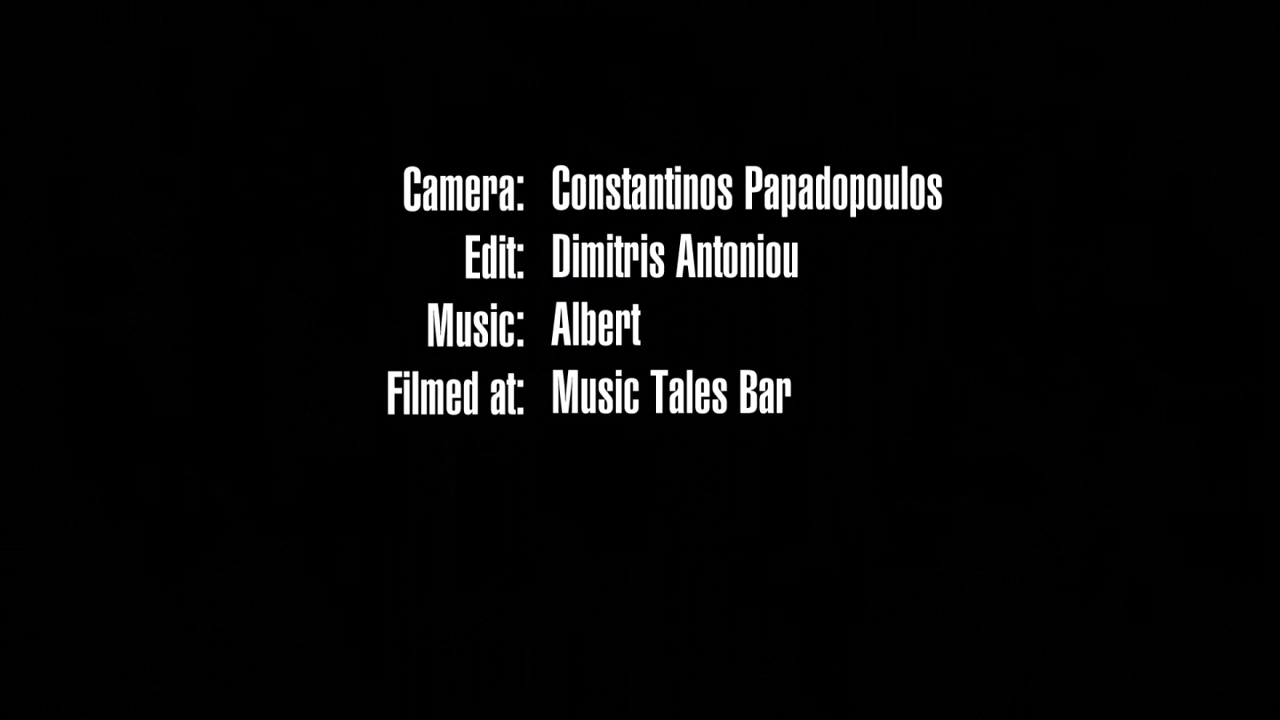 Camera: Constantinos Papadopoulos
Edit: Dimitris Antoniou
Music: Albert
Filmed at: Music Tales Bar